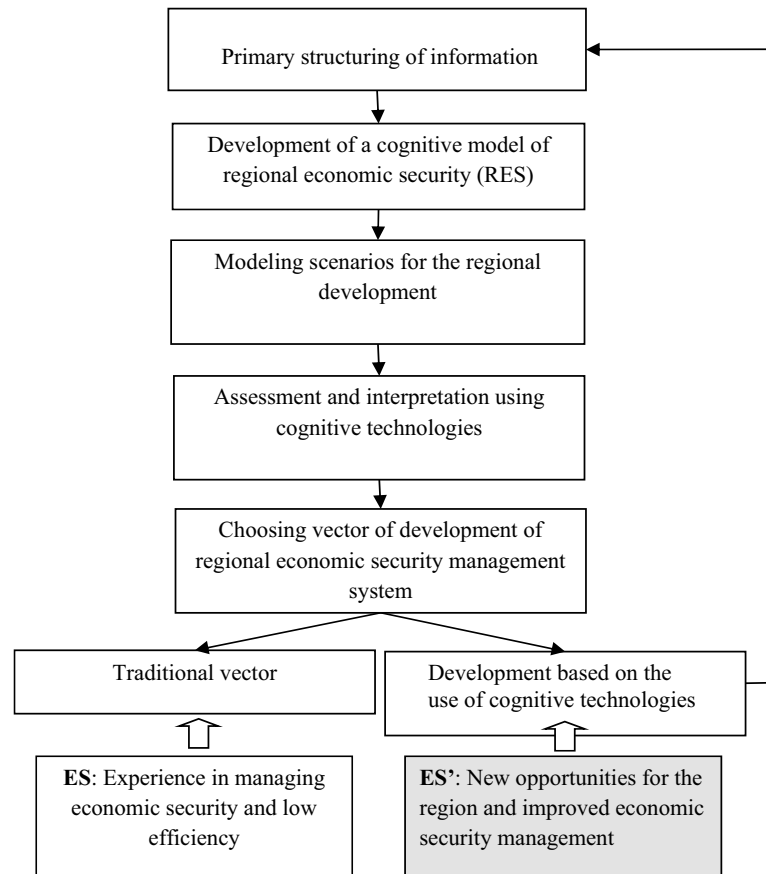 Primary structuring of information
Development of a cognitive model of
regional economic security (RES)
Modeling scenarios for the regional
development
Assessment and interpretation using
cognitive technologies
Choosing vector of development of
regional economic security management
system
Traditional vector
Development based on the
use of cognitive technologies
ES: Experience in managing
economic security and low
efficiency
ES’: New opportunities for the
region and improved economic
security management